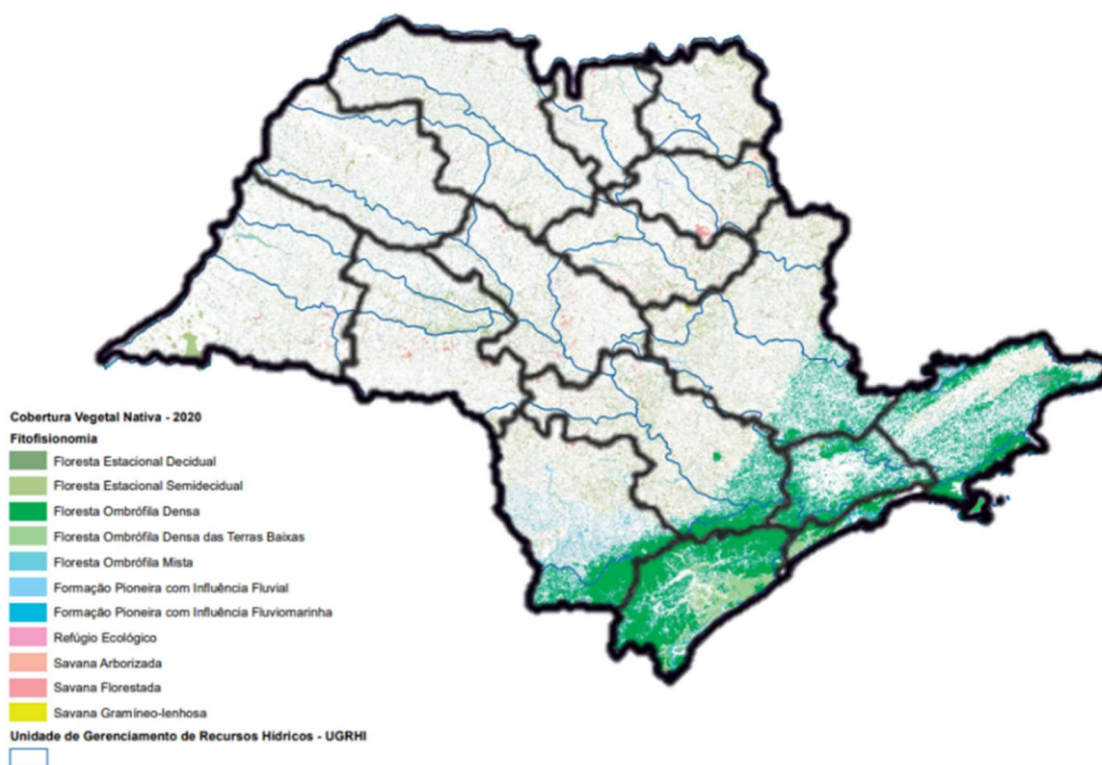 Cobertura Vegetal Nativa - 2020
Fitofisionomia
Floresta Estacional Decidual
Floresta Estacional Semidecidual
Floresta Ombrófila Densa
Floresta Ombrófila Densa das Terras Baixas
Floresta Ombrófila Mista
Formação Pioneira com Influência Fluvial
Formação Pioneira com Influência Fluviomarinha
Refúgio Ecológico
Savana Arborizada
Savana Florestada
Savana Gramíneo-lenhosa
Unidade de Gerenciamento de Recursos Hídricos - UGRHI